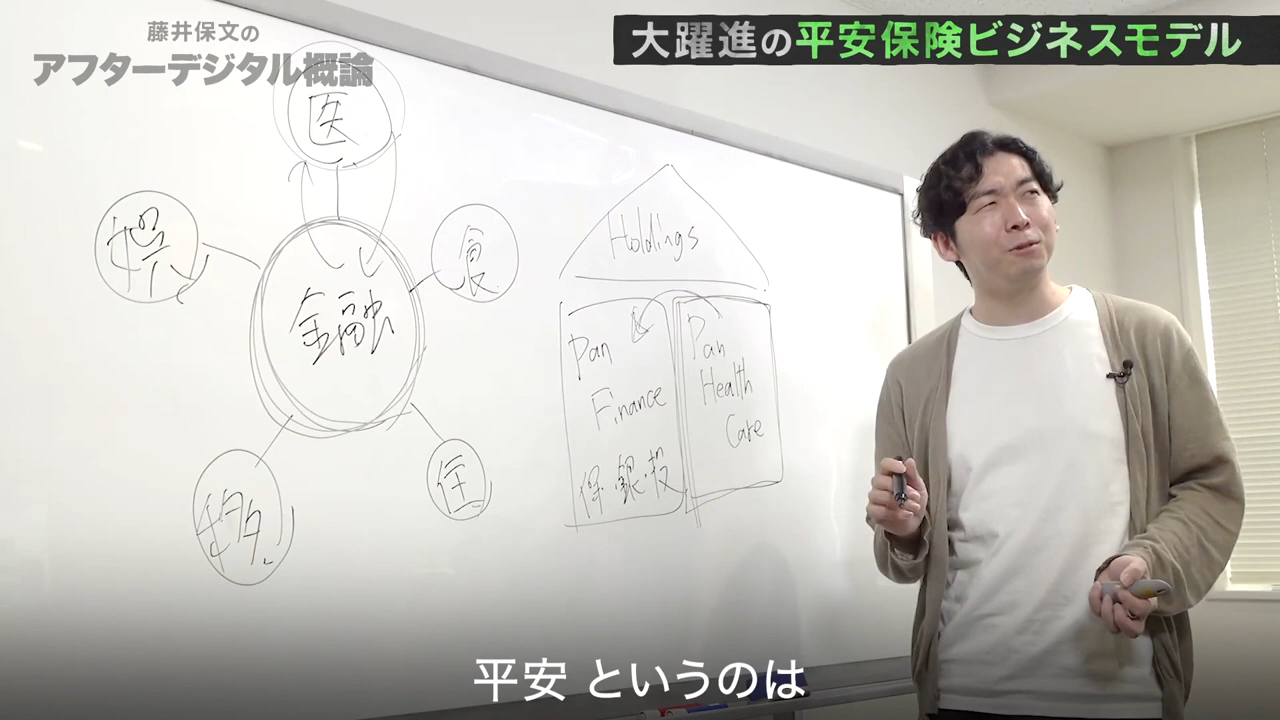 藤井保文の
アフターデジタル概論
大躍進の平安保険ビジネスモデル
医
食
金融
住
移
Holdings
Pan
Finance
保・銀・投
Pan
Health
Care
平安 というのは